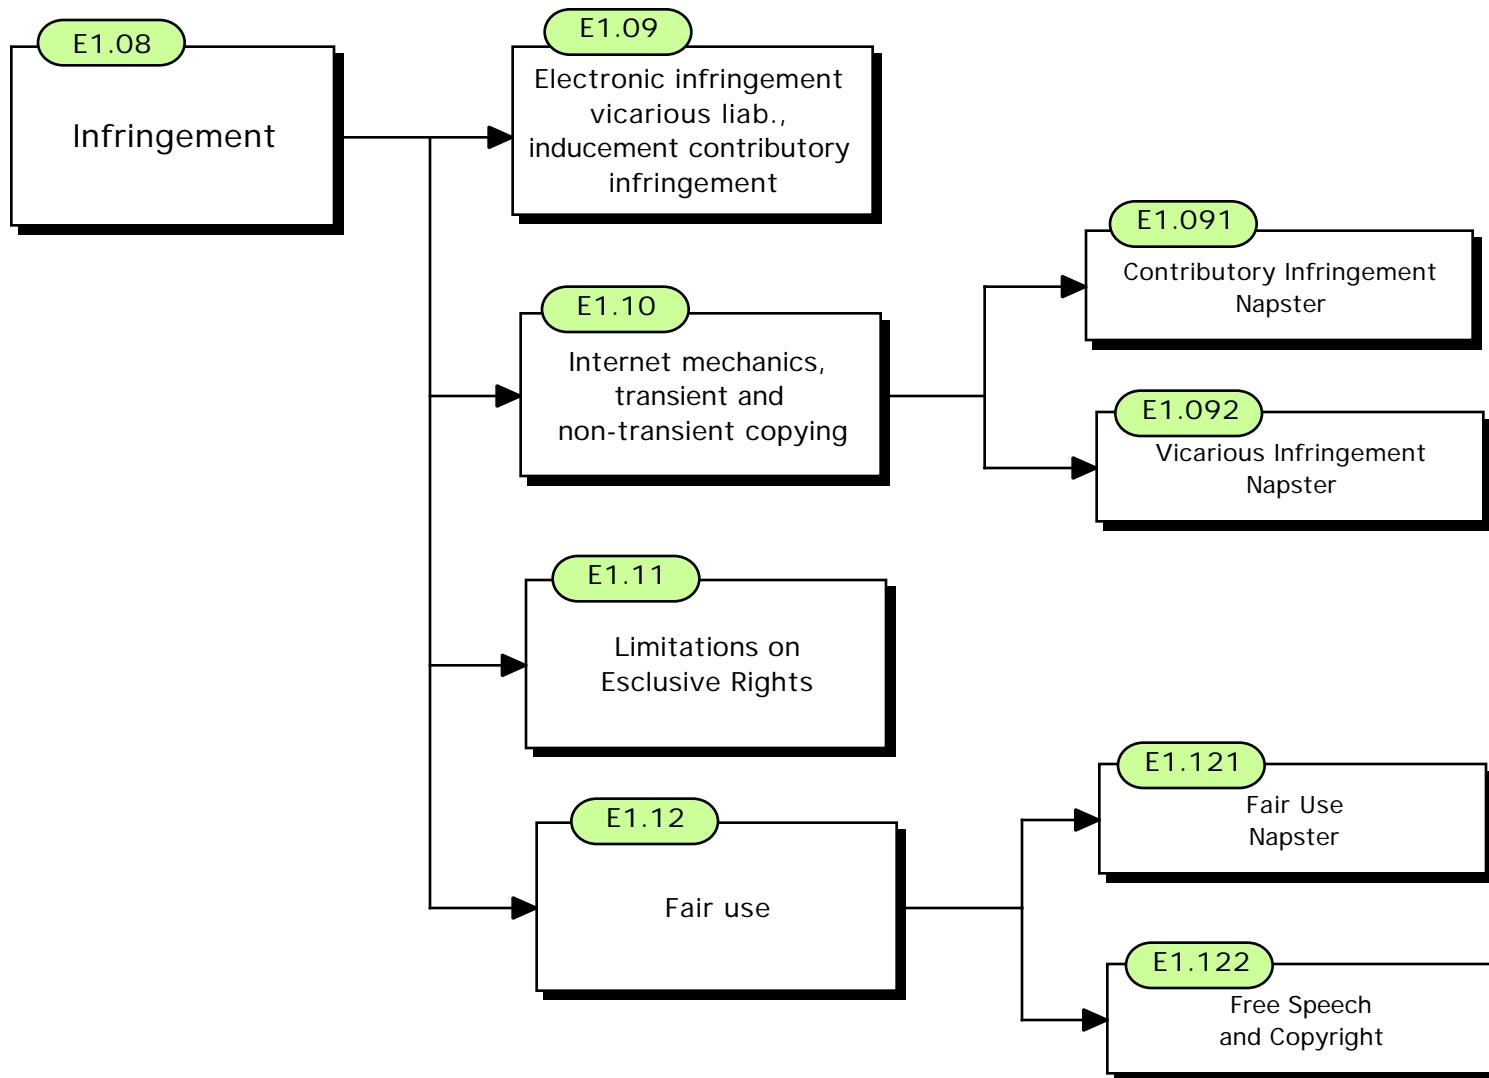 E1.08
Infringement
E1.09
Electronic infringement
vicarious liab.,
inducement contributory
infringement
E1.10
Internet mechanics,
transient and
non-transient copying
E1.091
Contributory Infringement
Napster
E1.092
Vicarious Infringement
Napster
E1.11
Limitations on
Esclusive Rights
E1.12
Fair use
E1.121
Fair Use
Napster
E1.122
Free Speech
and Copyright